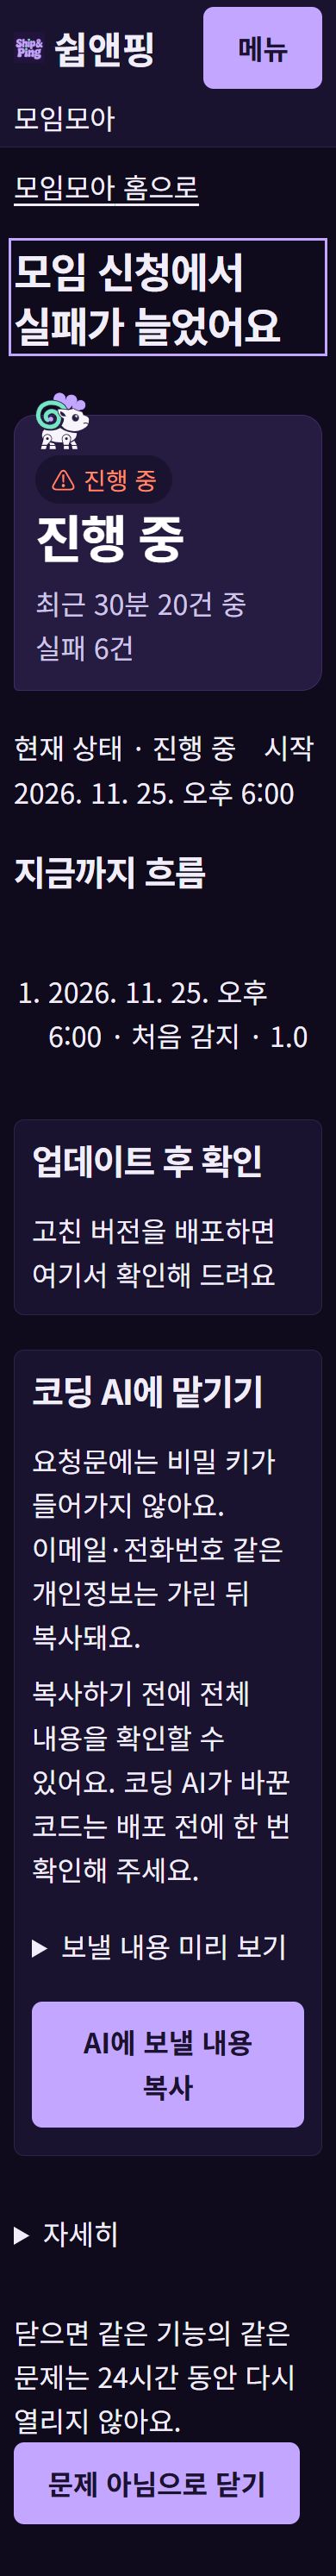 Ship&
Ping
쉽앤핑
메뉴
모임모아
모임모아 홈으로
모임 신청에서
실패가 늘었어요
진행 중
진행 중
최근 30분 20건 중
실패 6건
현재 상태 · 진행 중 시작
2026. 11. 25. 오후 6:00
지금까지 흐름
1. 2026. 11. 25. 오후
6:00 · 처음 감지 · 1.0
업데이트 후 확인
고친 버전을 배포하면
여기서 확인해 드려요
코딩 AI에 맡기기
요청문에는 비밀 키가
들어가지 않아요.
이메일·전화번호 같은
개인정보는 가린 뒤
복사돼요.
복사하기 전에 전체
내용을 확인할 수
있어요. 코딩 AI가 바꾼
코드는 배포 전에 한 번
확인해 주세요.
보낼 내용 미리 보기
AI에 보낼 내용
복사
자세히
닫으면 같은 기능의 같은
문제는 24시간 동안 다시
열리지 않아요.
문제 아님으로 닫기